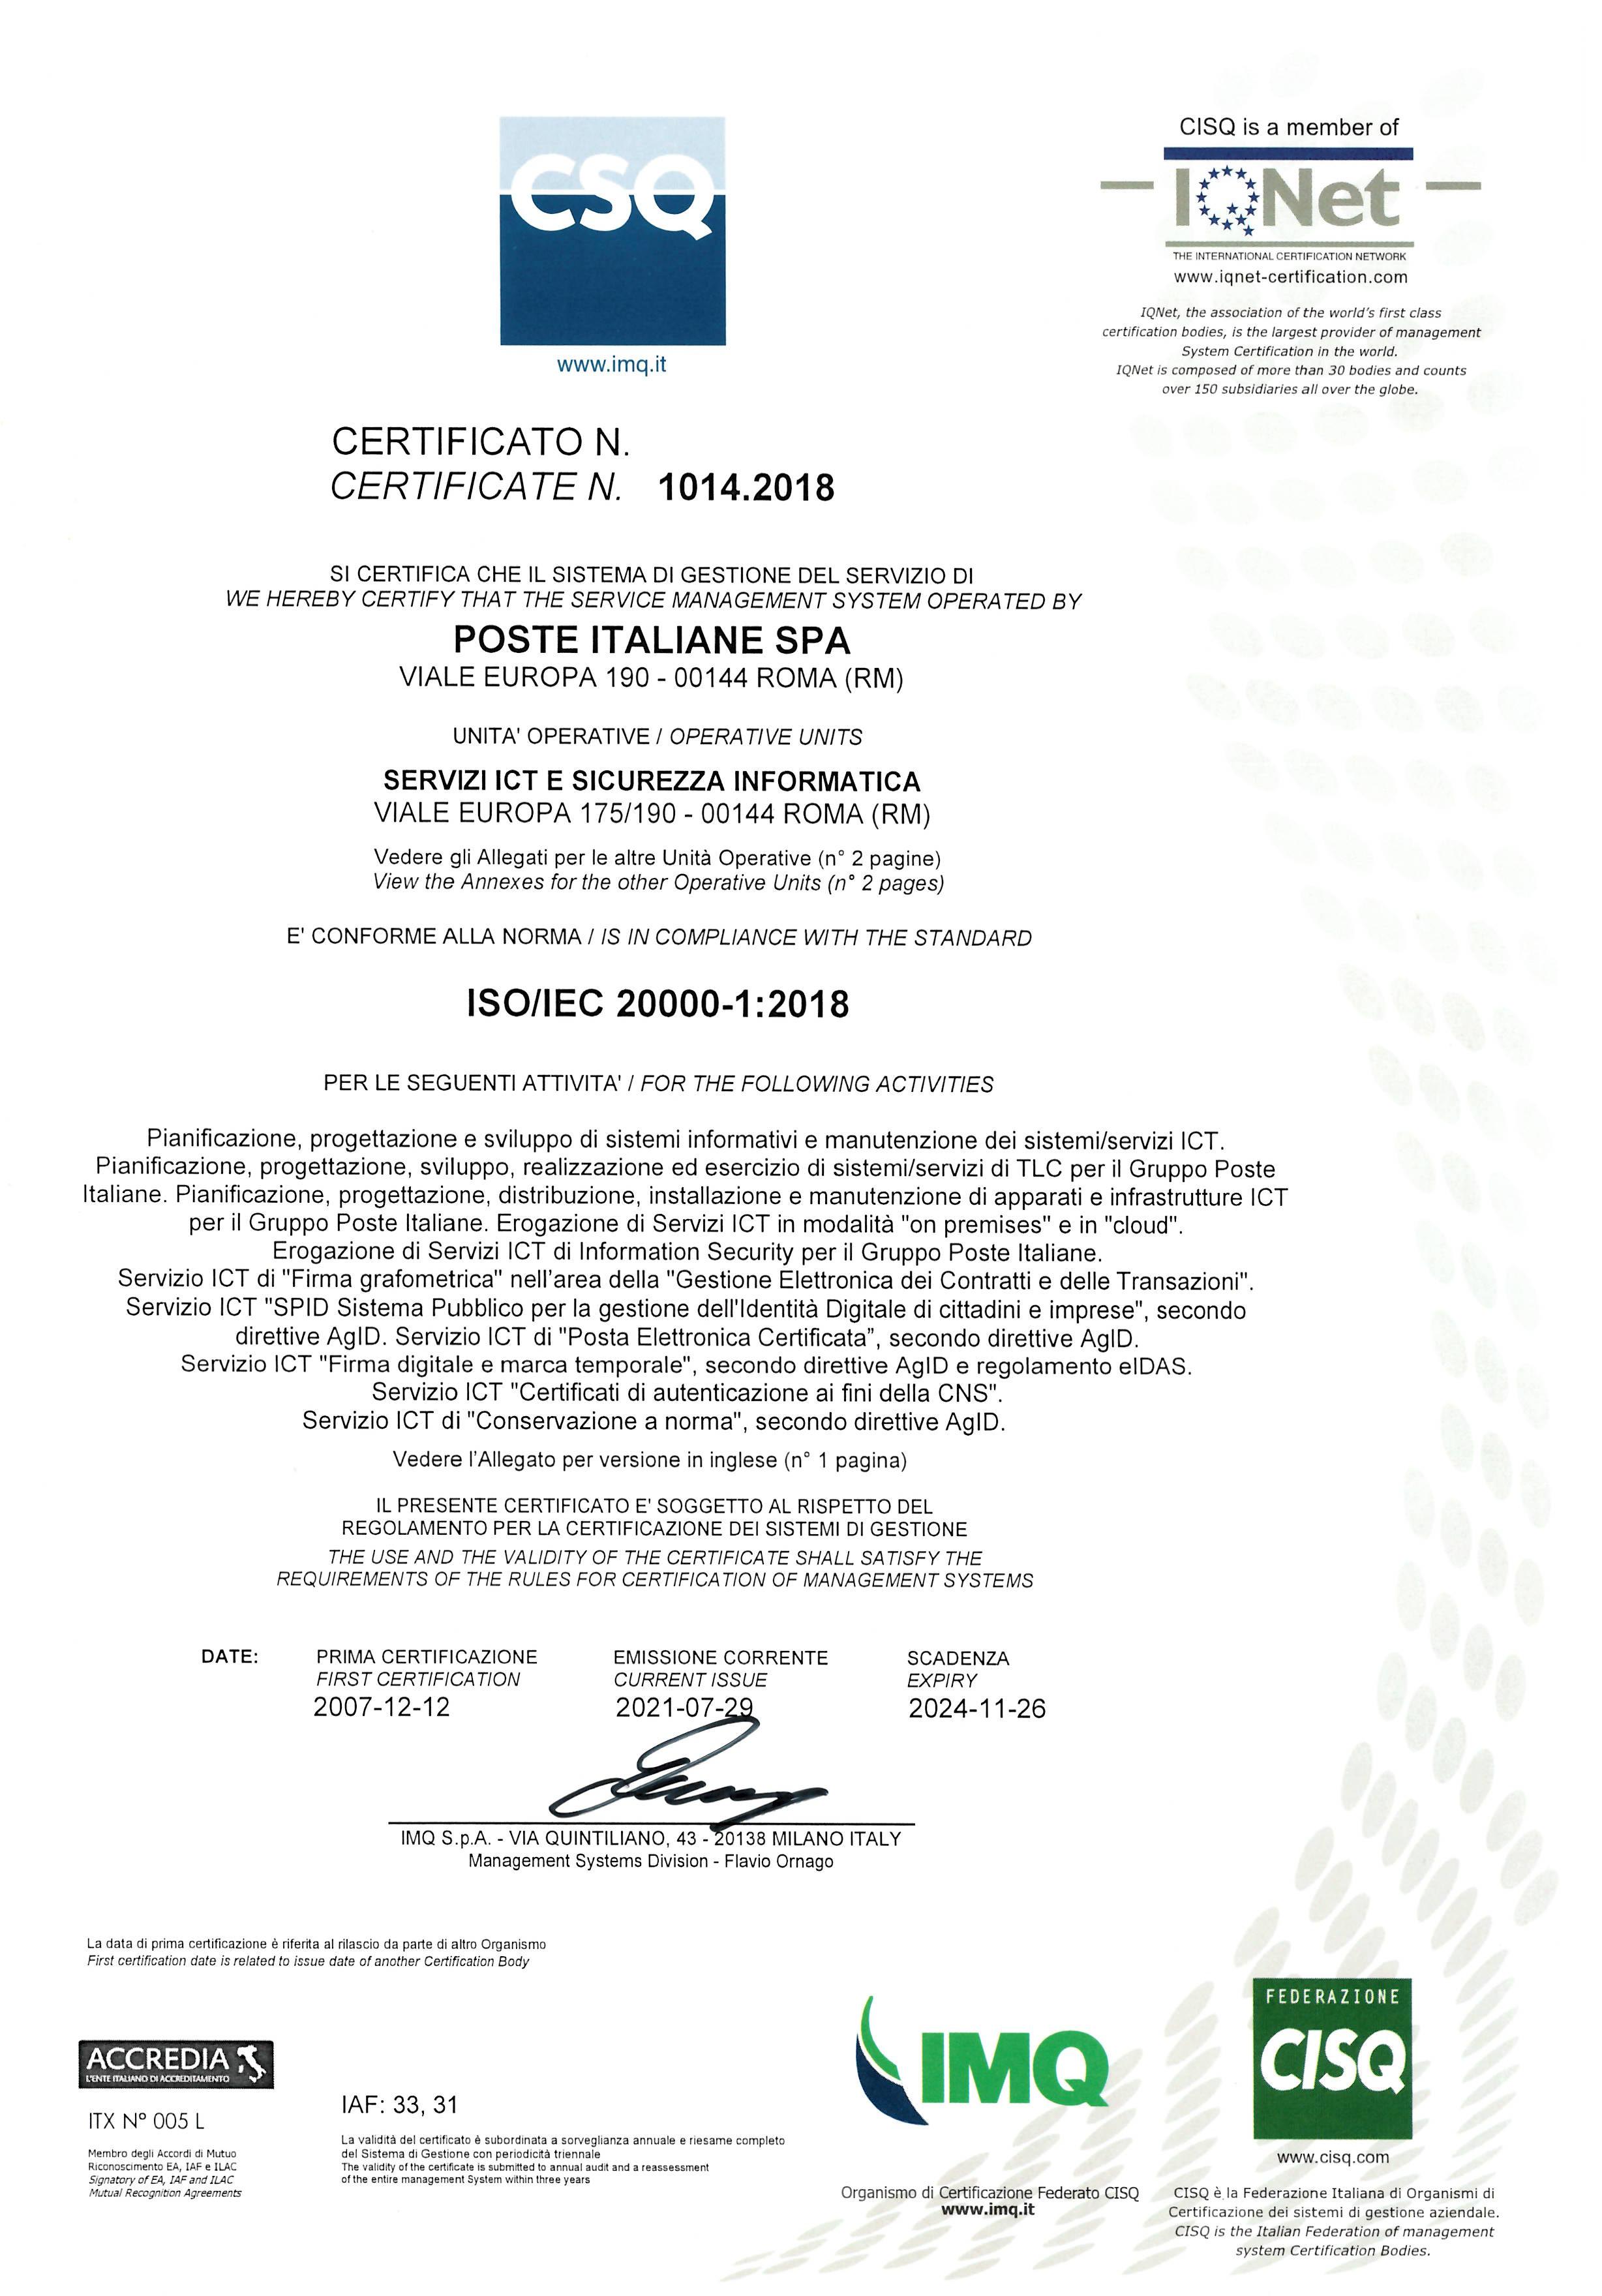 CSQ
www.imq.it
CISQ is a member of
IQNet
THE INTERNATIONAL CERTIFICATION NETWORK
www.iqnet-certification.com
IQNet, the association of the world's first class
certification bodies, is the largest provider of management
System Certification in the world.
IQNet is composed of more than 30 bodies and counts
over 150 subsidiaries all over the globe.
CERTIFICATO N.
CERTIFICATE N. 1014.2018
SI CERTIFICA CHE IL SISTEMA DI GESTIONE DEL SERVIZIO DI
WE HEREBY CERTIFY THAT THE SERVICE MANAGEMENT SYSTEM OPERATED BY
POSTE ITALIANE SPA
VIALE EUROPA 190 - 00144 ROMA (RM)
UNITA' OPERATIVE / OPERATIVE UNITS
SERVIZI ICT E SICUREZZA INFORMATICA
VIALE EUROPA 175/190 - 00144 ROMA (RM)
Vedere gli Allegati per le altre Unità Operative (n° 2 pagine)
View the Annexes for the other Operative Units (n° 2 pages)
E' CONFORME ALLA NORMA / IS IN COMPLIANCE WITH THE STANDARD
ISO/IEC 20000-1:2018
PER LE SEGUENTI ATTIVITA' / FOR THE FOLLOWING ACTIVITIES
Pianificazione, progettazione e sviluppo di sistemi informativi e manutenzione dei sistemi/servizi ICT.
Pianificazione, progettazione, sviluppo, realizzazione ed esercizio di sistemi/servizi di TLC per il Gruppo Poste
Italiane. Pianificazione, progettazione, distribuzione, installazione e manutenzione di apparati e infrastrutture ICT
per il Gruppo Poste Italiane. Erogazione di Servizi ICT in modalità "on premises" e in "cloud".
Erogazione di Servizi ICT di Information Security per il Gruppo Poste Italiane.
Servizio ICT di "Firma grafometrica" nell'area della "Gestione Elettronica dei Contratti e delle Transazioni".
Servizio ICT "SPID Sistema Pubblico per la gestione dell'Identità Digitale di cittadini e imprese", secondo
direttive AgID. Servizio ICT di "Posta Elettronica Certificata”, secondo direttive AgID.
Servizio ICT "Firma digitale e marca temporale", secondo direttive AgID e regolamento eIDAS.
Servizio ICT "Certificati di autenticazione ai fini della CNS".
Servizio ICT di "Conservazione a norma", secondo direttive AgID.
Vedere l'Allegato per versione in inglese (n° 1 pagina)
IL PRESENTE CERTIFICATO E' SOGGETTO AL RISPETTO DEL
REGOLAMENTO PER LA CERTIFICAZIONE DEI SISTEMI DI GESTIONE
THE USE AND THE VALIDITY OF THE CERTIFICATE SHALL SATISFY THE
REQUIREMENTS OF THE RULES FOR CERTIFICATION OF MANAGEMENT SYSTEMS
DATE: PRIMA CERTIFICAZIONE EMISSIONE CORRENTE SCADENZA
FIRST CERTIFICATION CURRENT ISSUE EXPIRY
2007-12-12 2021-07-29 2024-11-26
IMQ S.p.A. - VIA QUINTILIANO, 43 - 20138 MILANO ITALY
Management Systems Division - Flavio Ornago
La data di prima certificazione è riferita al rilascio da parte di altro Organismo
First certification date is related to issue date of another Certification Body
ACCREDIA
L'ENTE ITALIANO DI ACCREDITAMENTO
ITX N° 005 L
Membro degli Accordi di Mutuo
Riconoscimento EA, IAF e ILAC
Signatory of EA, IAF and ILAC
Mutual Recognition Agreements
IAF: 33, 31
La validità del certificato è subordinata a sorveglianza annuale e riesame completo
del Sistema di Gestione con periodicità triennale
The validity of the certificate is submitted to annual audit and a reassessment
of the entire management System within three years
IMQ
Organismo di Certificazione Federato CISQ
www.imq.it
FEDERAZIONE
CISQ
www.cisq.com
CISQ è la Federazione Italiana di Organismi di
Certificazione dei sistemi di gestione aziendale.
CISQ is the Italian Federation of management
system Certification Bodies.